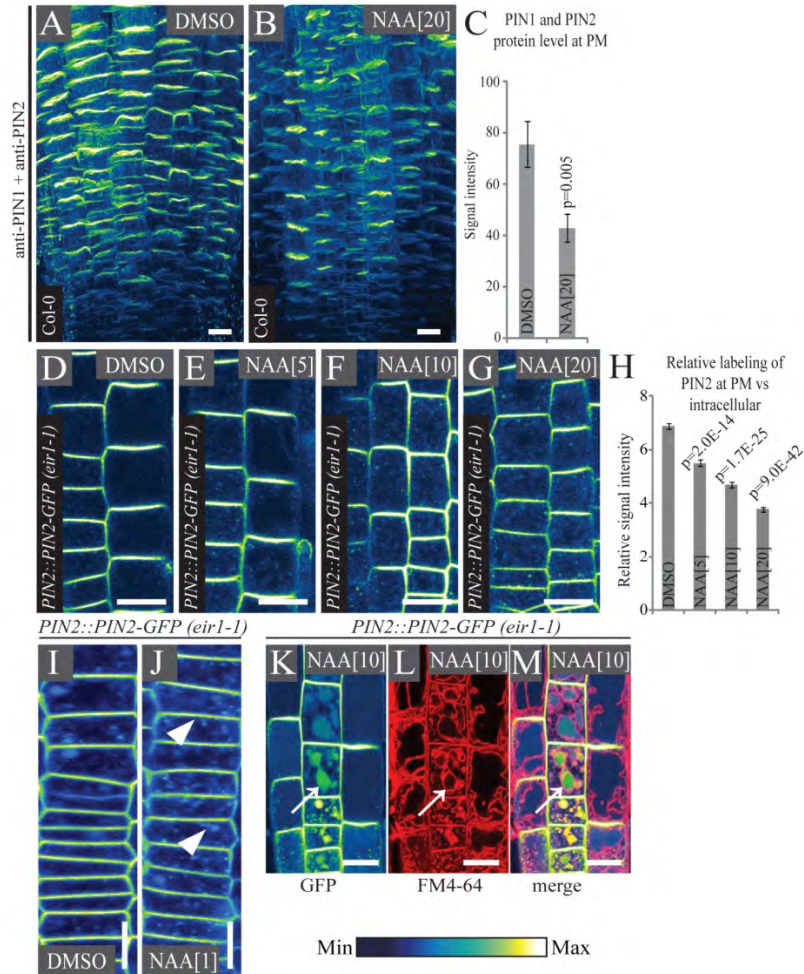 A
DMSO
B
NAA[20]
C
PIN1 and PIN2
protein level at PM
anti-PIN1 + anti-PIN2
Col-0
Col-0
Signal intensity
100
80
60
40
20
0
p=0.005
DMSO
NAA[20]
D
DMSO
E
NAA[5]
F
NAA[10]
G
NAA[20]
H
Relative labeling of
PIN2 at PM vs
intracellular
PIN2::PIN2-GFP (eir1-1)
PIN2::PIN2-GFP (eir1-1)
PIN2::PIN2-GFP (eir1-1)
PIN2::PIN2-GFP (eir1-1)
Relative signal intensity
8
6
4
2
0
p=2.0E-14
p=1.7E-25
p=9.0E-42
DMSO
NAA[5]
NAA[10]
NAA[20]
PIN2::PIN2-GFP (eir1-1)
PIN2::PIN2-GFP (eir1-1)
I
J
K
NAA[10]
L
NAA[10]
M
NAA[10]
GFP
FM4-64
merge
DMSO
NAA[1]
Min
Max